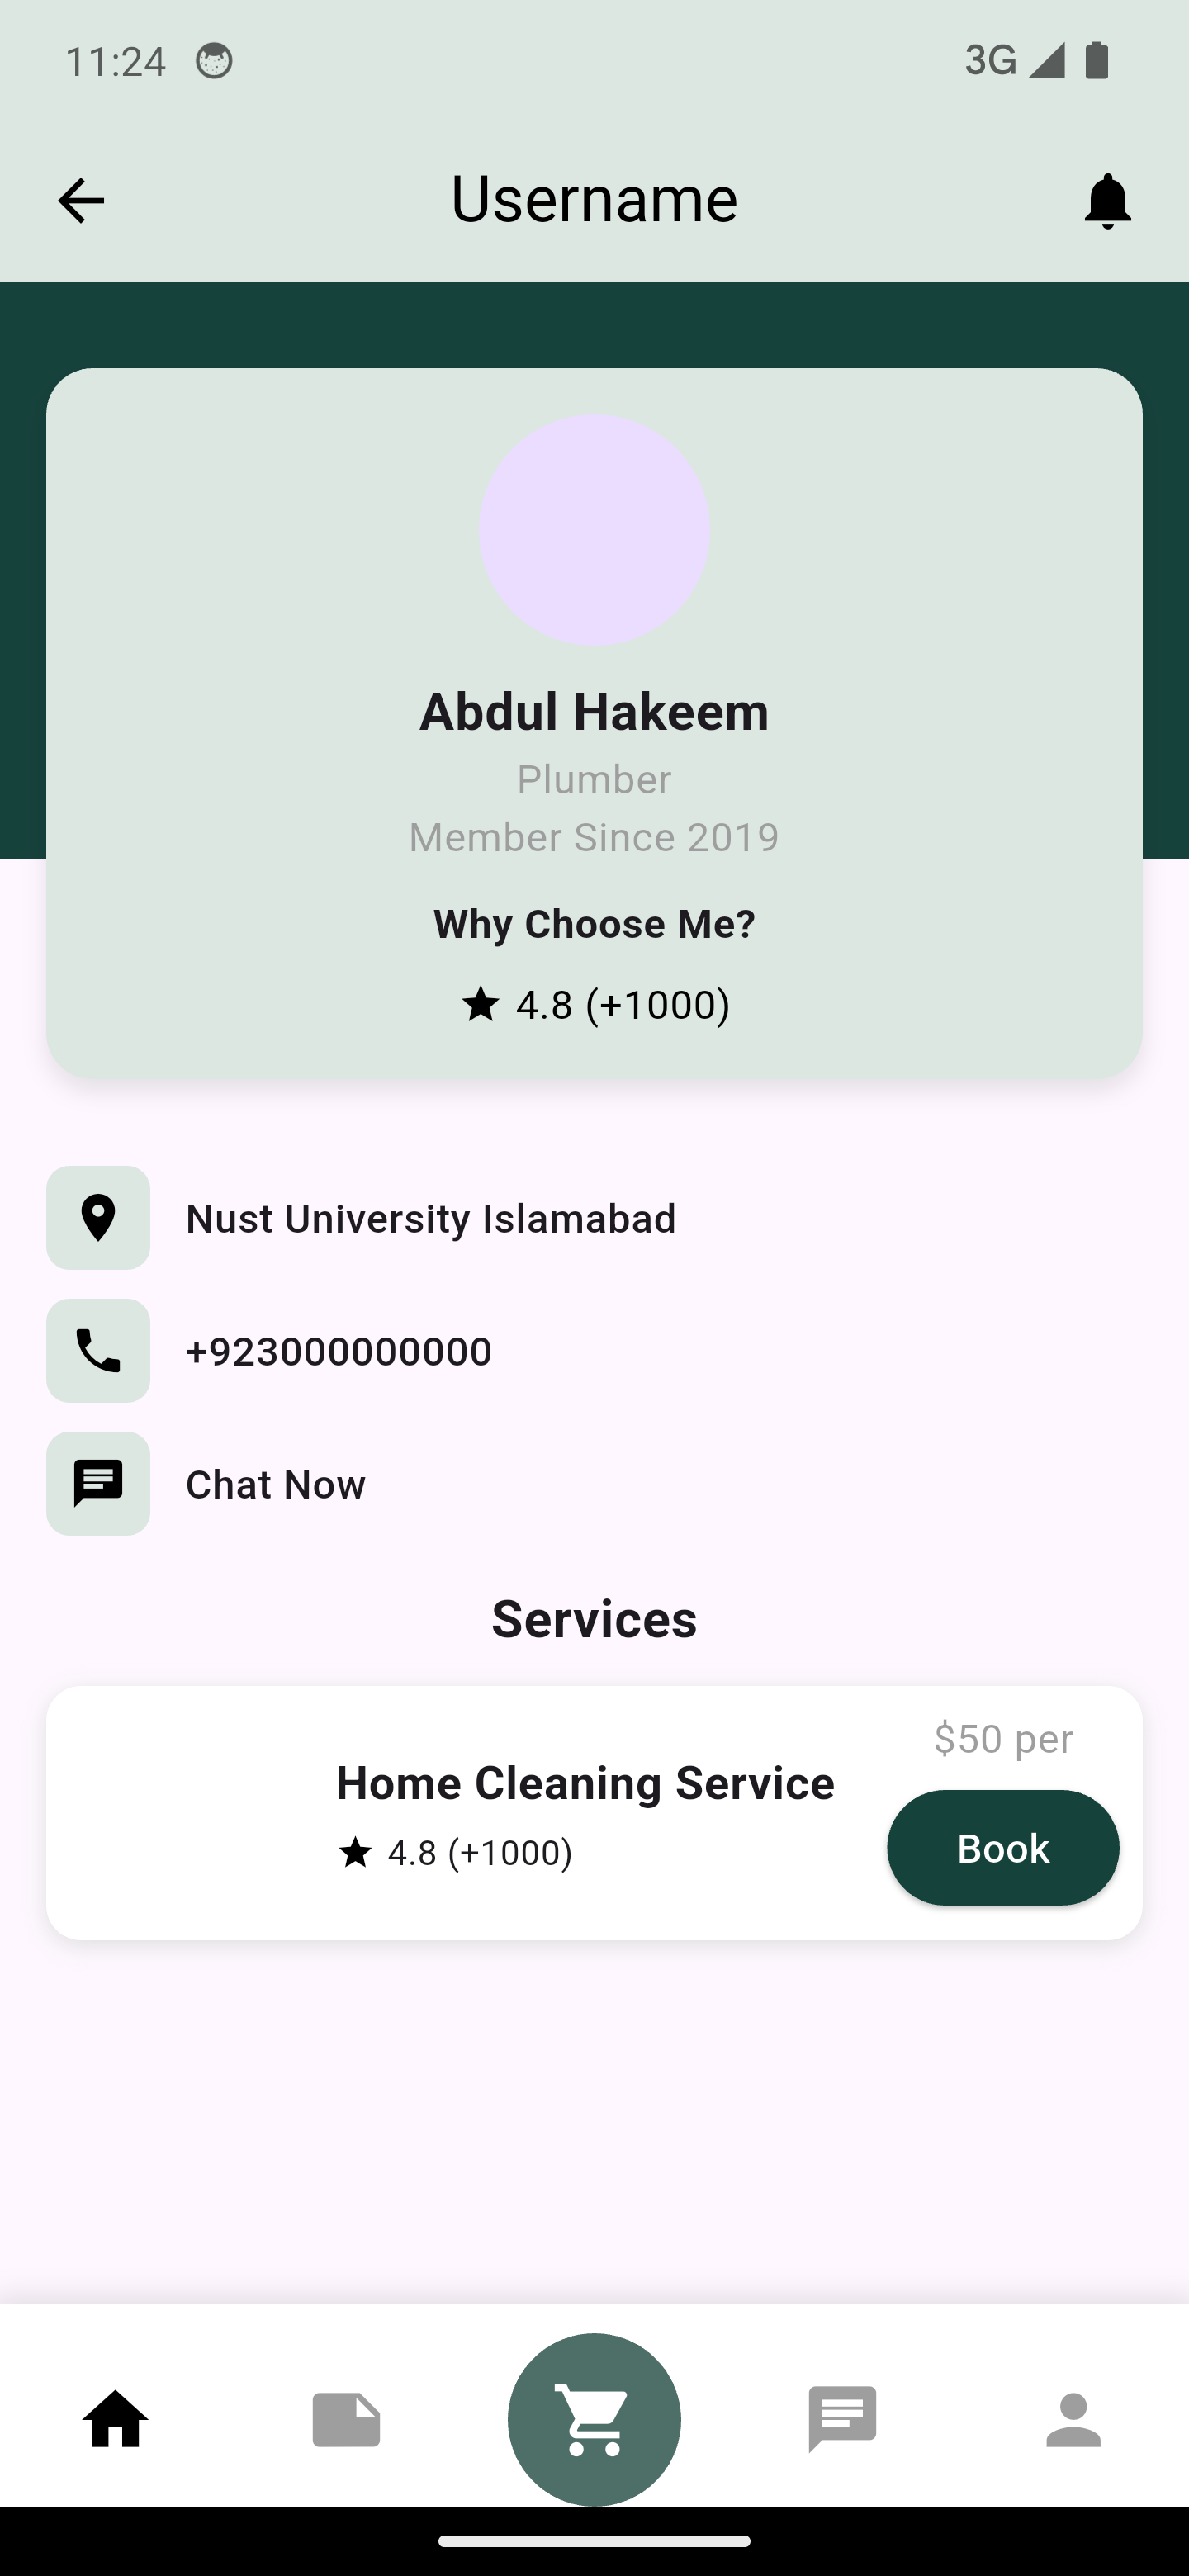 11:24
3G
Username
Abdul Hakeem
Plumber
Member Since 2019
Why Choose Me?
4.8 (+1000)
Nust University Islamabad
+923000000000
Chat Now
Services
$50 per
Home Cleaning Service
4.8 (+1000)
Book